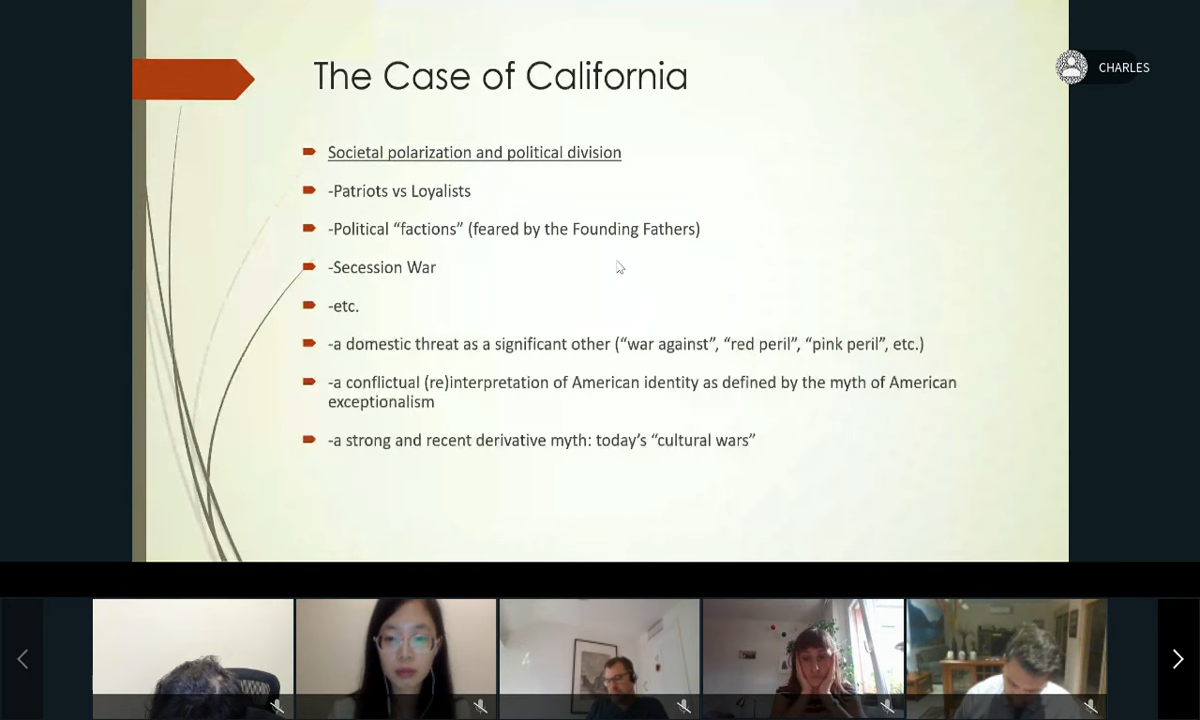 The Case of California
CHARLES
Societal polarization and political division
-Patriots vs Loyalists
-Political “factions” (feared by the Founding Fathers)
-Secession War
-etc.
-a domestic threat as a significant other (“war against”, “red peril”, “pink peril”, etc.)
-a conflictual (re)interpretation of American identity as defined by the myth of American
exceptionalism
-a strong and recent derivative myth: today’s “cultural wars”